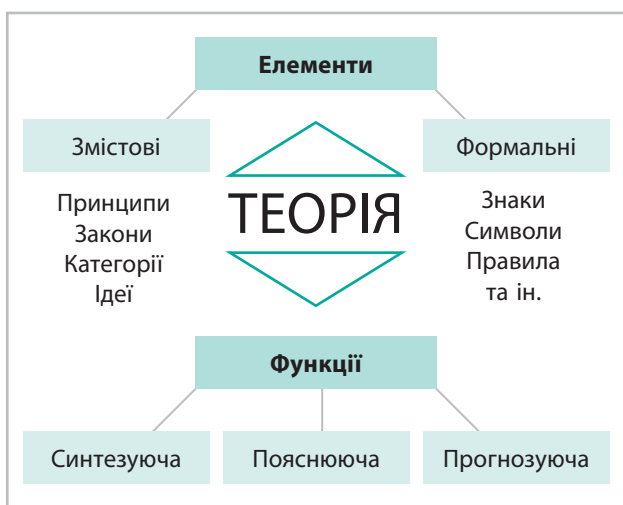 Елементи
Змістові
Формальні
Принципи
Закони
Категорії
Ідеї
ТЕОРІЯ
Знаки
Символи
Правила
та ін.
Функції
Синтезуюча
Пояснююча
Прогнозуюча